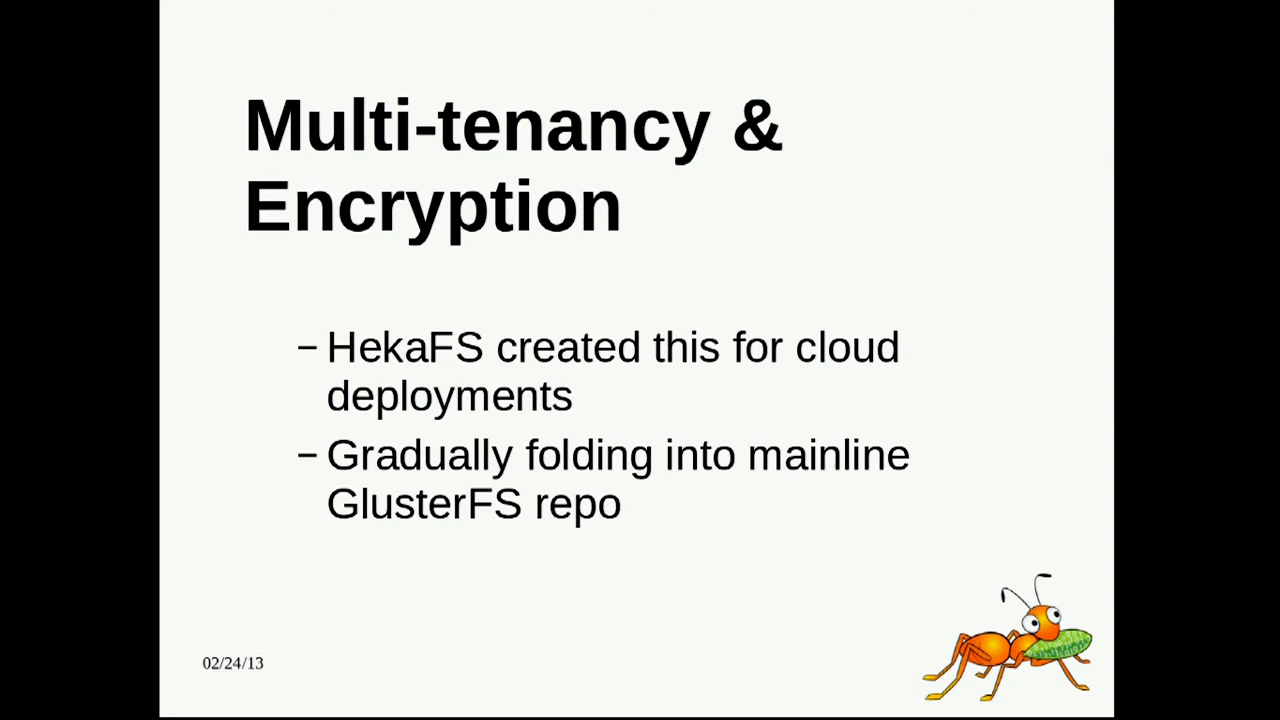 Multi-tenancy &
Encryption
– HekaFS created this for cloud
deployments
– Gradually folding into mainline
GlusterFS repo
02/24/13